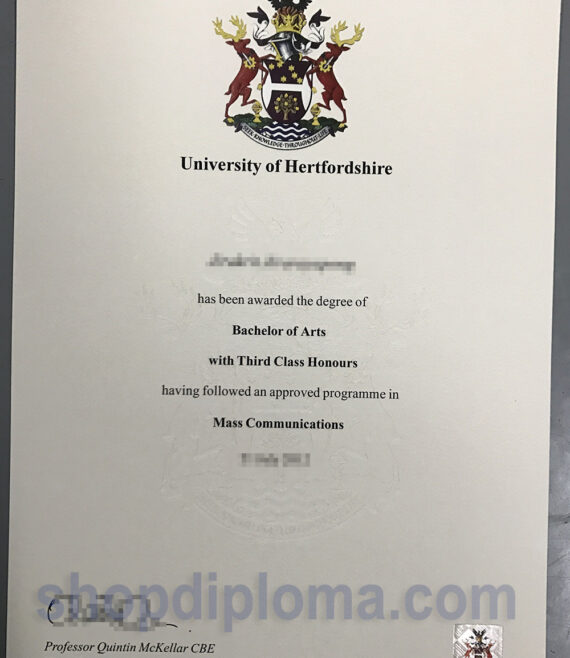 SEEK KNOWLEDGE THROUGHOUT LIFE
University of Hertfordshire
has been awarded the degree of
Bachelor of Arts
with Third Class Honours
having followed an approved programme in
Mass Communications
shopdiploma.com
Professor Quintin McKellar CBE